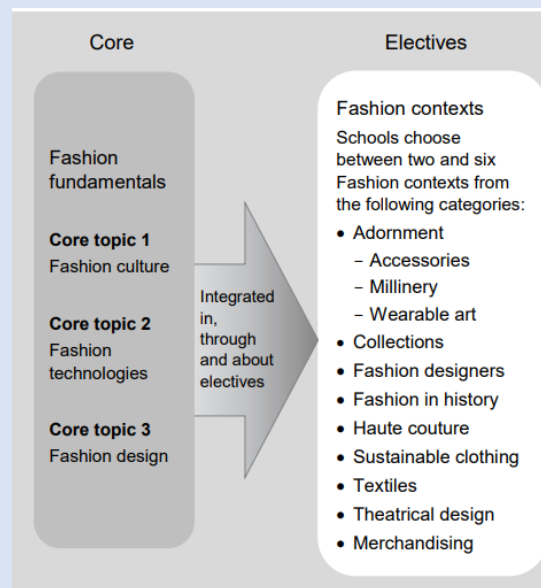 Core
Fashion
fundamentals
Core topic 1
Fashion culture
Core topic 2
Fashion
technologies
Core topic 3
Fashion design
Integrated
in,
through
and about
electives
Electives
Fashion contexts
Schools choose
between two and six
Fashion contexts from
the following categories:
• Adornment
− Accessories
− Millinery
− Wearable art
• Collections
• Fashion designers
• Fashion in history
• Haute couture
• Sustainable clothing
• Textiles
• Theatrical design
• Merchandising